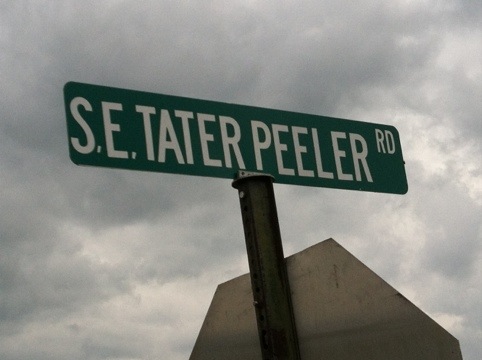 S.E. TATER PEELER RD